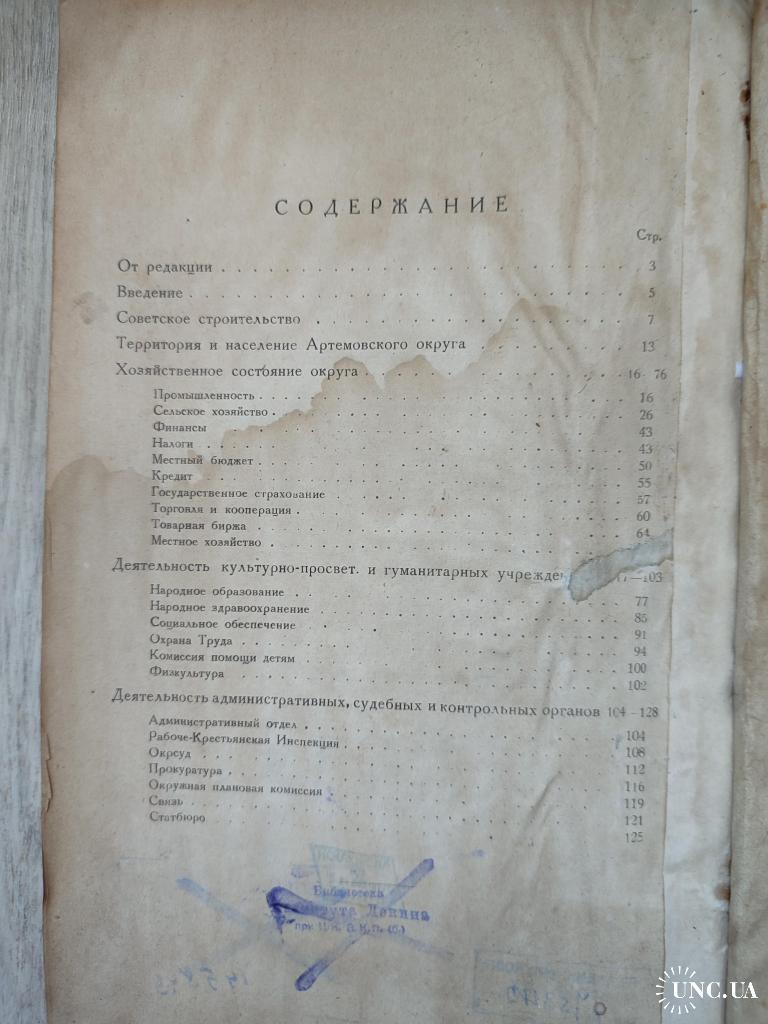 СОДЕРЖАНИЕ
Стр.
От редакции . . . . . . . . . . . . . . . . . . . . 3
Введение . . . . . . . . . . . . . . . . . . . . . 5
Советское строительство . . . . . . . . . . . . . . 7
Территория и население Артемовского округа . . . . . . 13
Хозяйственное состояние округа . . . . . . . . . . . 16-76
Промышленность . . . . . . . . . . . . . . . . . 16
Сельское хозяйство . . . . . . . . . . . . . . . . 26
Финансы . . . . . . . . . . . . . . . . . . . . 43
Налоги . . . . . . . . . . . . . . . . . . . . . 43
Местный бюджет . . . . . . . . . . . . . . . . . 50
Кредит . . . . . . . . . . . . . . . . . . . . . 55
Государственное страхование . . . . . . . . . . . . 57
Торговля и кооперация . . . . . . . . . . . . . . . 60
Товарная биржа . . . . . . . . . . . . . . . . . 64
Местное хозяйство . . . . . . . . . . . . . . . .
Деятельность культурно-просвет. и гуманитарных —103
Народное образование . . . . . . . . . . . . . . . 77
Народное здравоохранение . . . . . . . . . . . . . 85
Социальное обеспечение . . . . . . . . . . . . . . 91
Охрана Труда . . . . . . . . . . . . . . . . . . 94
Комиссия помощи детям . . . . . . . . . . . . . . 100
Физкультура . . . . . . . . . . . . . . . . . . . 102
Деятельность административных, судебных и контрольных органов 104-128
Административный отдел . . . . . . . . . . . . . . 104
Рабоче-Крестьянская Инспекция . . . . . . . . . . . 108
Окрсуд . . . . . . . . . . . . . . . . . . . . . 112
Прокуратура . . . . . . . . . . . . . . . . . . . 116
Окружная плановая комиссия . . . . . . . . . . . . 119
Связь . . . . . . . . . . . . . . . . . . . . . 121
Статбюро . . . . . . . . . . . . . . . . . . . . 125
Библиотека
Ленина
при В.К.П. (б.)
UNC.UA